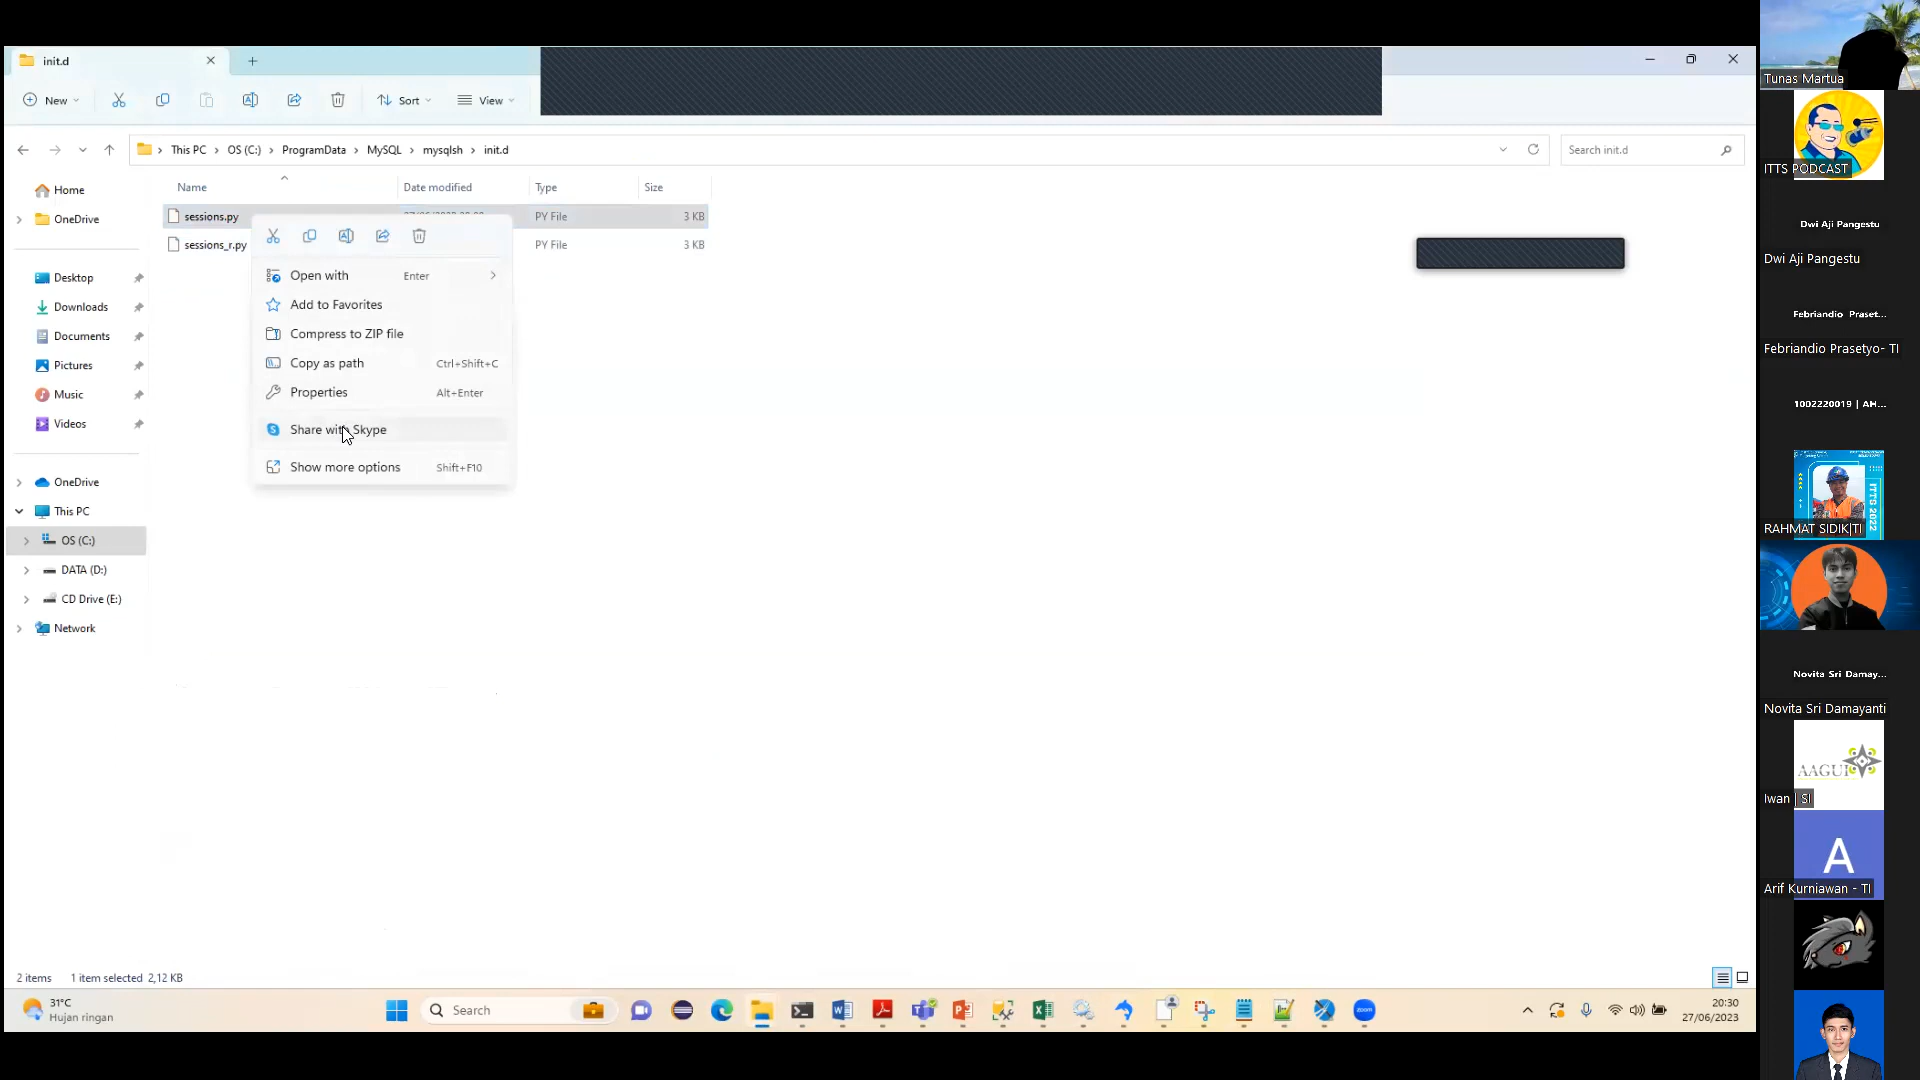 init.d
New
Sort
View
This PC > OS (C:) > ProgramData > MySQL > mysqlsh > init.d
Search init.d
Name Date modified Type Size
sessions.py PY File 3 KB
sessions_r.py PY File 3 KB
Home
OneDrive
Desktop
Downloads
Documents
Pictures
Music
Videos
OneDrive
This PC
OS (C:)
DATA (D:)
CD Drive (E:)
Network
Open with Enter
Add to Favorites
Compress to ZIP file
Copy as path Ctrl+Shift+C
Properties Alt+Enter
Share with Skype
Show more options Shift+F10
2 items 1 item selected 2,12 KB
31°C
Hujan ringan
Search
zoom
20:30
27/06/2023
Tunas Martua
ITTS PODCAST
Dwi Aji Pangestu
Dwi Aji Pangestu
Febriandio Praset...
Febriandio Prasetyo- TI
1002220019 | AH...
ITTS 2022
RAHMAT SIDIK|TI
Novita Sri Damay...
Novita Sri Damayanti
AAGUI
Iwan | SI
A
Arif Kurniawan - TI